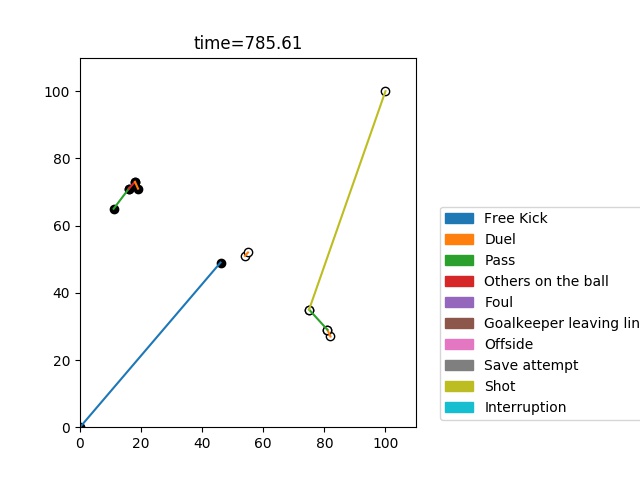 time=785.61
100
80
60
40
20
0
0
20
40
60
80
100
Free Kick
Duel
Pass
Others on the ball
Foul
Goalkeeper leaving lin
Offside
Save attempt
Shot
Interruption